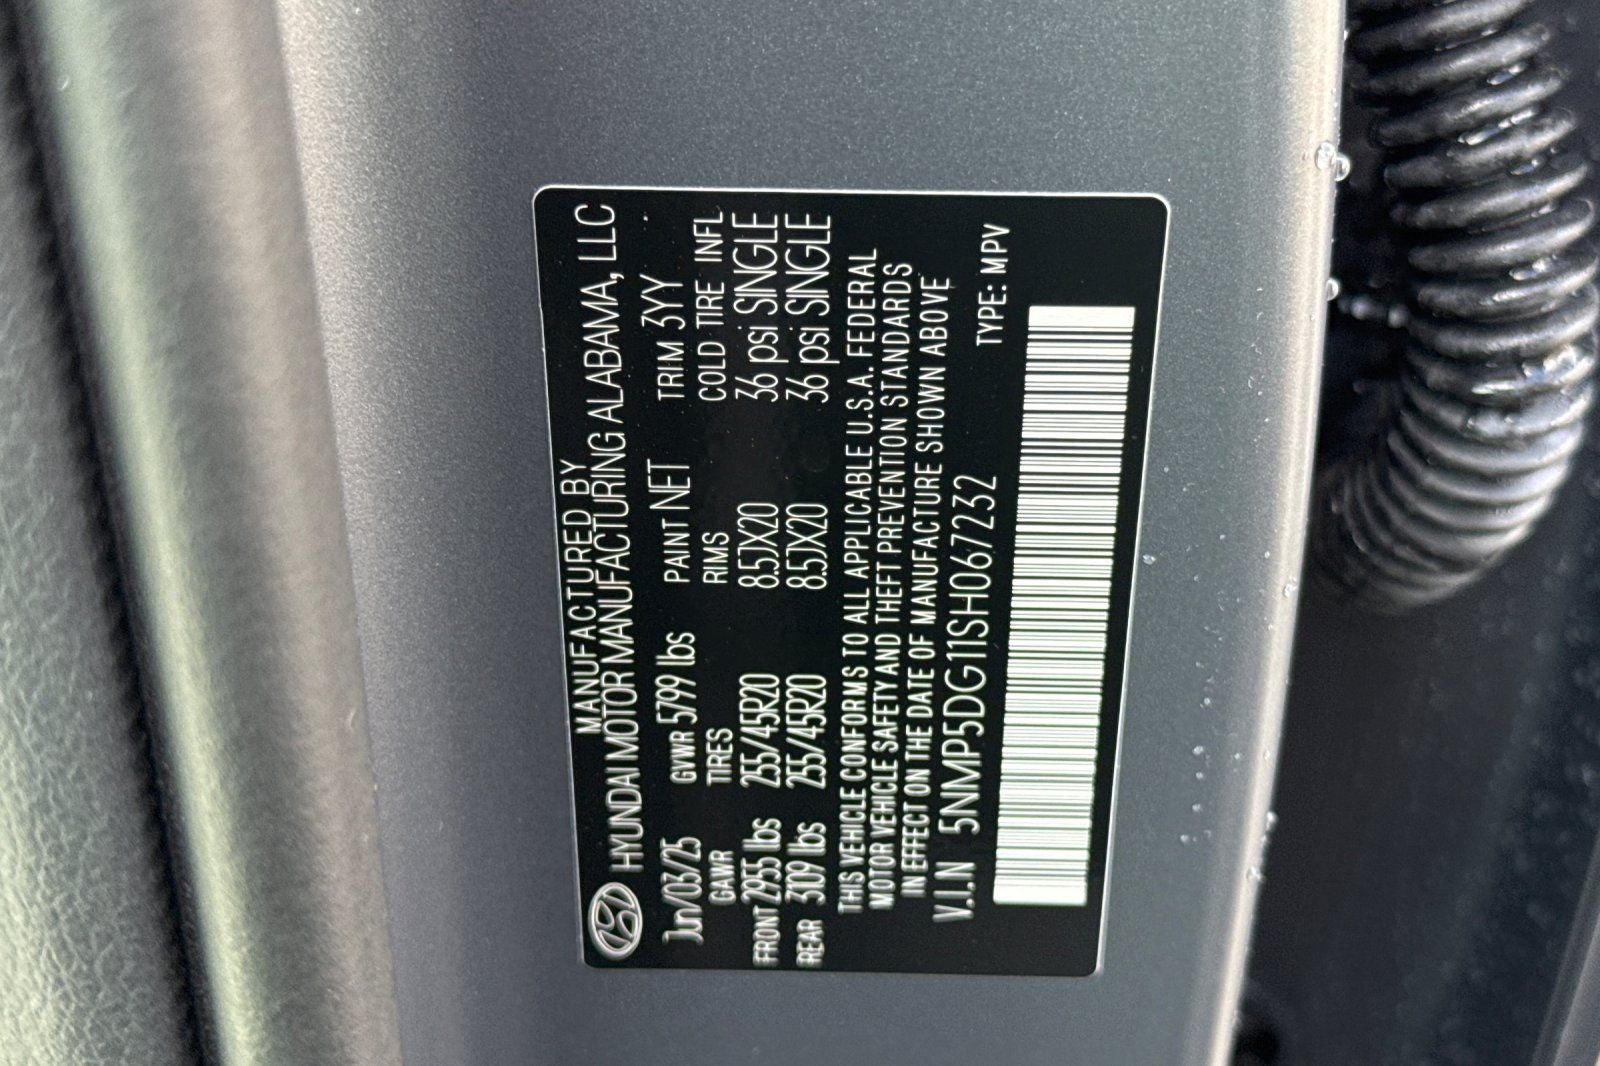 MANUFACTURED BY
HYUNDAI MOTOR MANUFACTURING ALABAMA, LLC
Jun/03/25 GVWR 5799 lbs PAINT NET TRIM 3YY
GAWR TIRES RIMS COLD TIRE INFL
FRONT 2955 lbs 255/45R20 8.5JX20 36 psi SINGLE
REAR 3109 lbs 255/45R20 8.5JX20 36 psi SINGLE
THIS VEHICLE CONFORMS TO ALL APPLICABLE U.S.A. FEDERAL
MOTOR VEHICLE SAFETY AND THEFT PREVENTION STANDARDS
IN EFFECT ON THE DATE OF MANUFACTURE SHOWN ABOVE
V.I.N 5NMP5DG11SH067232
TYPE: MPV